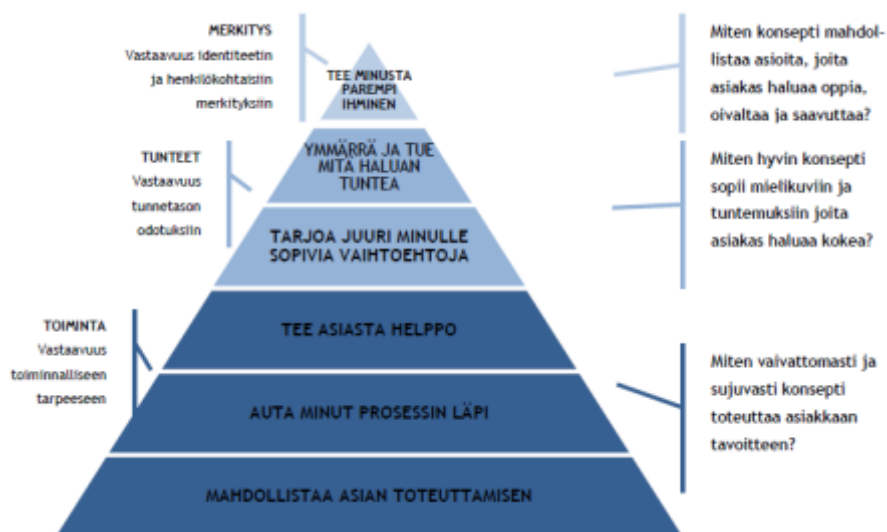 MERKITYS
Vastaavuus identiteetin
ja henkilökohtaisiin
merkityksiin
TEE MINUSTA
PAREMPI
IHMINEN
Miten konsepti mahdol-
listaa asioita, joita
asiakas haluaa oppia,
oivaltaa ja saavuttaa?
TUNTEET
Vastaavuus
tunnetason
odotuksiin
YMMÄRRÄ JA TUE
MITÄ HALUAN
TUNTEA
TARJOA JUURI MINULLE
SOPIVIA VAIHTOEHTOJA
Miten hyvin konsepti
sopii mielikuviin ja
tuntemuksiin joita
asiakas haluaa kokea?
TOIMINTA
Vastaavuus
toiminnalliseen
tarpeeseen
TEE ASIASTA HELPPO
AUTA MINUT PROSESSIN LÄPI
MAHDOLLISTAA ASIAN TOTEUTTAMISEN
Miten vaivattomasti ja
sujuvasti konsepti
toteuttaa asiakkaan
tavoitteen?